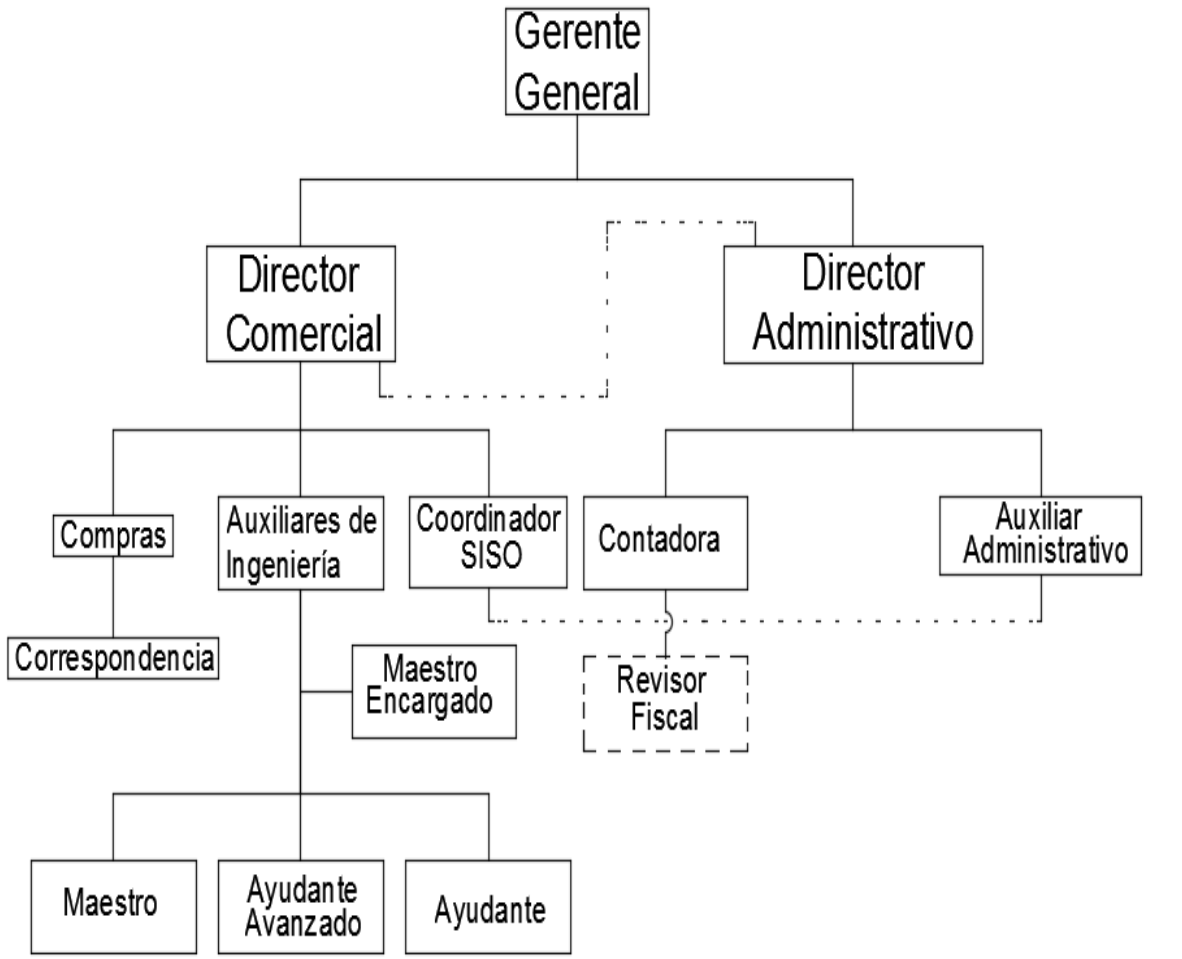 Gerente
General
Director
Comercial
Director
Administrativo
Compras
Auxiliares de
Ingeniería
Coordinador
SISO
Contadora
Auxiliar
Administrativo
Correspondencia
Maestro
Encargado
Revisor
Fiscal
Maestro
Ayudante
Avanzado
Ayudante